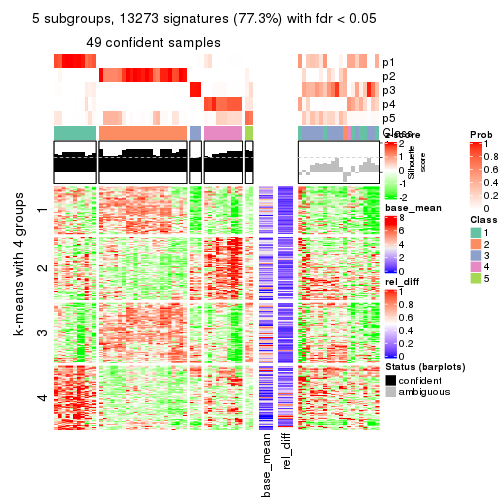 5 subgroups, 13273 signatures (77.3%) with fdr < 0.05
49 confident samples
p1
p2
p3
p4
p5
Class
Silhouette
score
k-means with 4 groups
1
2
3
4
base_mean
rel_diff
z-score
2
1
0
-1
-2
base_mean
8
6
4
2
0
rel_diff
1
0.8
0.6
0.4
0.2
0
Status (barplots)
confident
ambiguous
Prob
1
0.8
0.6
0.4
0.2
0
Class
1
2
3
4
5